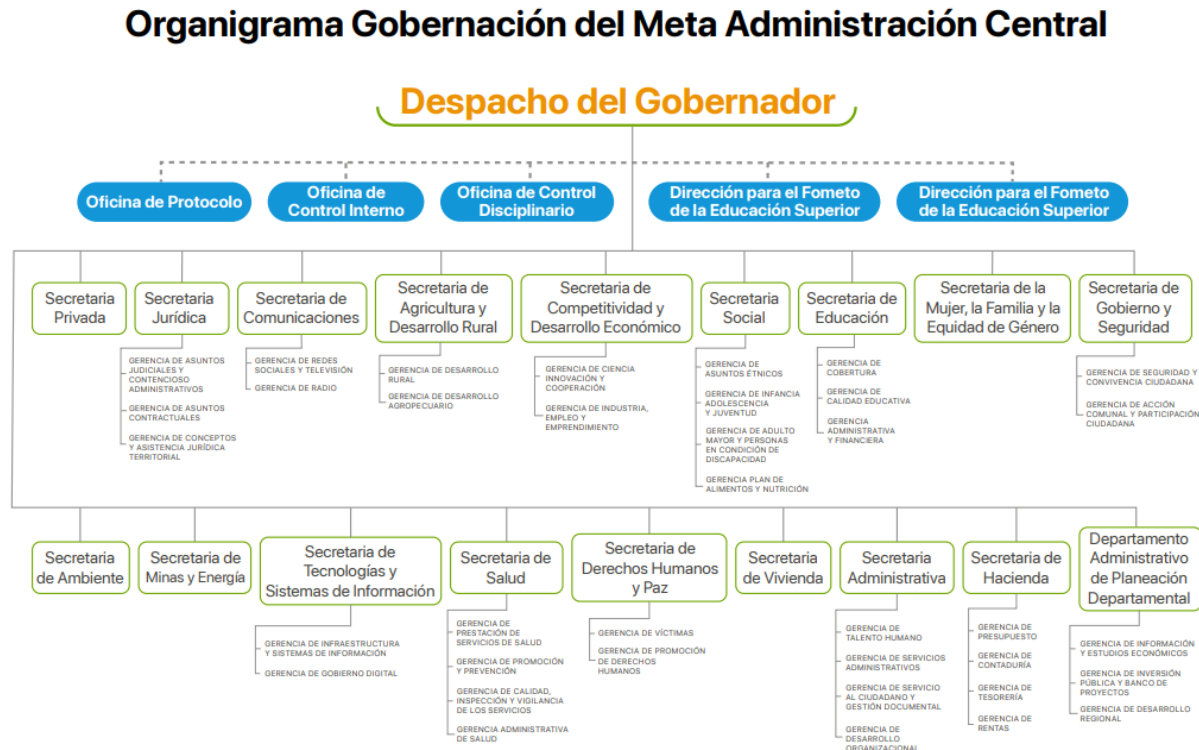 Organigrama Gobernación del Meta Administración Central
Despacho del Gobernador
Oficina de Protocolo
Oficina de
Control Interno
Oficina de Control
Disciplinario
Dirección para el Fometo
de la Educación Superior
Dirección para el Fometo
de la Educación Superior
Secretaria
Privada
Secretaria
Jurídica
GERENCIA DE ASUNTOS
JUDICIALES Y
CONTENCIOSO
ADMINISTRATIVOS
GERENCIA DE ASUNTOS
CONTRACTUALES
GERENCIA DE CONCEPTOS
Y ASISTENCIA JURÍDICA
TERRITORIAL
Secretaria de
Comunicaciones
GERENCIA DE REDES
SOCIALES Y TELEVISIÓN
GERENCIA DE RADIO
Secretaria de
Agricultura y
Desarrollo Rural
GERENCIA DE DESARROLLO
RURAL
GERENCIA DE DESARROLLO
AGROPECUARIO
Secretaria de
Competitividad y
Desarrollo Económico
GERENCIA DE CIENCIA
INNOVACIÓN Y
COOPERACIÓN
GERENCIA DE INDUSTRIA,
EMPLEO Y
EMPRENDIMIENTO
Secretaria
Social
GERENCIA DE
ASUNTOS ÉTNICOS
GERENCIA DE INFANCIA
ADOLESCENCIA
Y JUVENTUD
GERENCIA DE ADULTO
MAYOR Y PERSONAS
EN CONDICIÓN DE
DISCAPACIDAD
GERENCIA PLAN DE
ALIMENTOS Y NUTRICIÓN
Secretaria de
Educación
GERENCIA DE
COBERTURA
GERENCIA DE
CALIDAD EDUCATIVA
GERENCIA
ADMINISTRATIVA
Y FINANCIERA
Secretaria de la
Mujer, la Familia y la
Equidad de Género
Secretaria de
Gobierno y
Seguridad
GERENCIA DE SEGURIDAD Y
CONVIVENCIA CIUDADANA
GERENCIA DE ACCIÓN
COMUNAL Y PARTICIPACIÓN
CIUDADANA
Secretaria
de Ambiente
Secretaria de
Minas y Energía
Secretaria de
Tecnologías y
Sistemas de Información
GERENCIA DE INFRAESTRUCTURA
Y SISTEMAS DE INFORMACIÓN
GERENCIA DE GOBIERNO DIGITAL
Secretaria de
Salud
GERENCIA DE
PRESTACIÓN DE
SERVICIOS DE SALUD
GERENCIA DE PROMOCIÓN
Y PREVENCIÓN
GERENCIA DE CALIDAD,
INSPECCIÓN Y VIGILANCIA
DE LOS SERVICIOS
GERENCIA ADMINISTRATIVA
DE SALUD
Secretaria de
Derechos Humanos
y Paz
GERENCIA DE VÍCTIMAS
GERENCIA DE PROMOCIÓN
DE DERECHOS
HUMANOS
Secretaria
de Vivienda
Secretaria
Administrativa
GERENCIA DE
TALENTO HUMANO
GERENCIA DE SERVICIOS
ADMINISTRATIVOS
GERENCIA DE SERVICIO
AL CIUDADANO Y
GESTIÓN DOCUMENTAL
GERENCIA DE
DESARROLLO
ORGANIZACIONAL
Secretaria de
Hacienda
GERENCIA DE
PRESUPUESTO
GERENCIA DE
CONTADURÍA
GERENCIA DE
TESORERÍA
GERENCIA DE
RENTAS
Departamento
Administrativo
de Planeación
Departamental
GERENCIA DE INFORMACIÓN
Y ESTUDIOS ECONÓMICOS
GERENCIA DE INVERSIÓN
PÚBLICA Y BANCO DE
PROYECTOS
GERENCIA DE DESARROLLO
REGIONAL